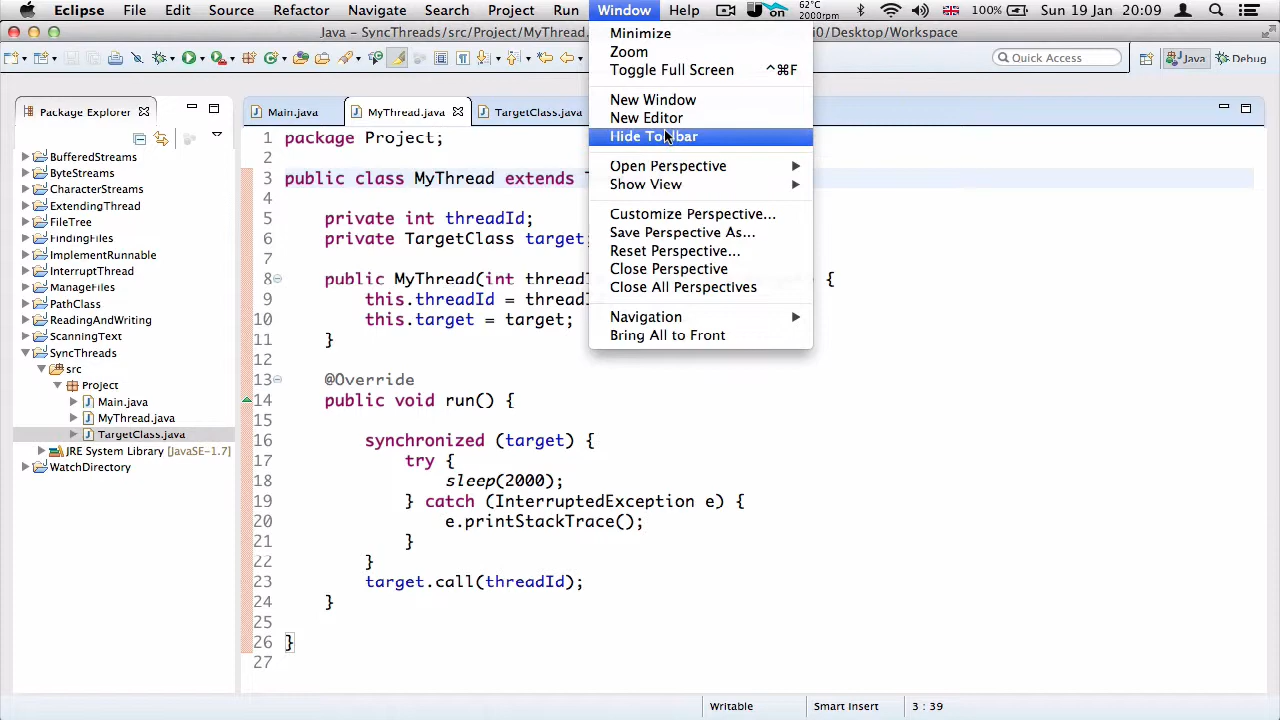 Eclipse File Edit Source Refactor Navigate Search Project Run Window Help 62°C 2000rpm 100% Sun 19 Jan 20:09
Java – SyncThreads/src/Project/MyThread. i0/Desktop/Workspace
Quick Access Java Debug
Package Explorer
BufferedStreams
ByteStreams
CharacterStreams
ExtendingThread
FileTree
FindingFiles
ImplementRunnable
InterruptThread
ManageFiles
PathClass
ReadingAndWriting
ScanningText
SyncThreads
src
Project
Main.java
MyThread.java
TargetClass.java
JRE System Library [JavaSE-1.7]
WatchDirectory
Main.java MyThread.java TargetClass.java
1 package Project;
2
3 public class MyThread extends
4
5 private int threadId;
6 private TargetClass target;
7
8 public MyThread(int thread {
9 this.threadId = thread
10 this.target = target;
11 }
12
13 @Override
14 public void run() {
15
16 synchronized (target) {
17 try {
18 sleep(2000);
19 } catch (InterruptedException e) {
20 e.printStackTrace();
21 }
22 }
23 target.call(threadId);
24 }
25
26 }
27
Minimize
Zoom
Toggle Full Screen ^⌘F
New Window
New Editor
Hide Toolbar
Open Perspective
Show View
Customize Perspective...
Save Perspective As...
Reset Perspective...
Close Perspective
Close All Perspectives
Navigation
Bring All to Front
Writable Smart Insert 3 : 39